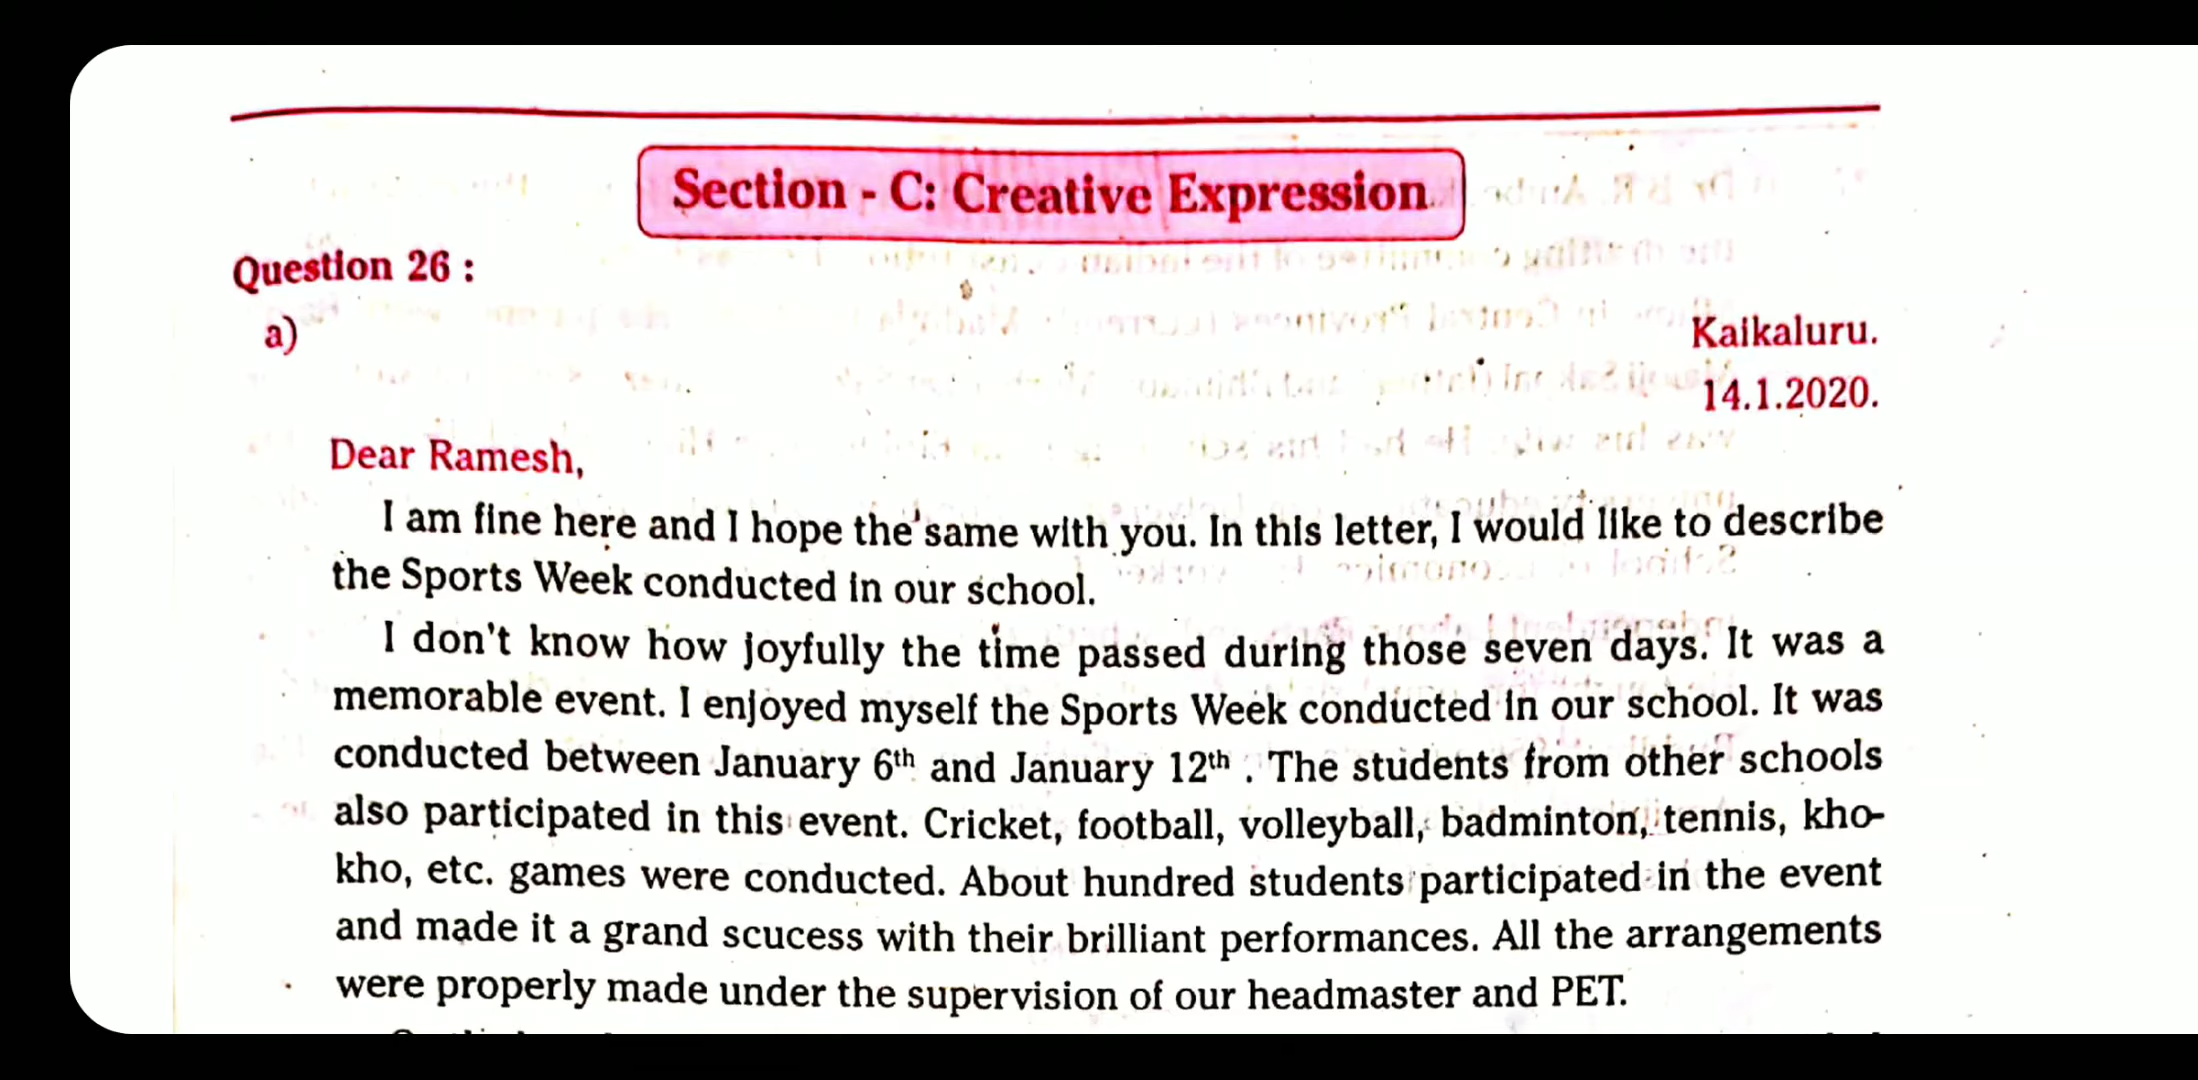 Section - C: Creative Expression
Question 26 :
a)
Kaikaluru.
14.1.2020.
Dear Ramesh,
I am fine here and I hope the same with you. In this letter, I would like to describe
the Sports Week conducted in our school.
I don't know how joyfully the time passed during those seven days. It was a
memorable event. I enjoyed myself the Sports Week conducted in our school. It was
conducted between January 6th and January 12th . The students from other schools
also participated in this event. Cricket, football, volleyball, badminton, tennis, kho-
kho, etc. games were conducted. About hundred students participated in the event
and made it a grand scucess with their brilliant performances. All the arrangements
were properly made under the supervision of our headmaster and PET.